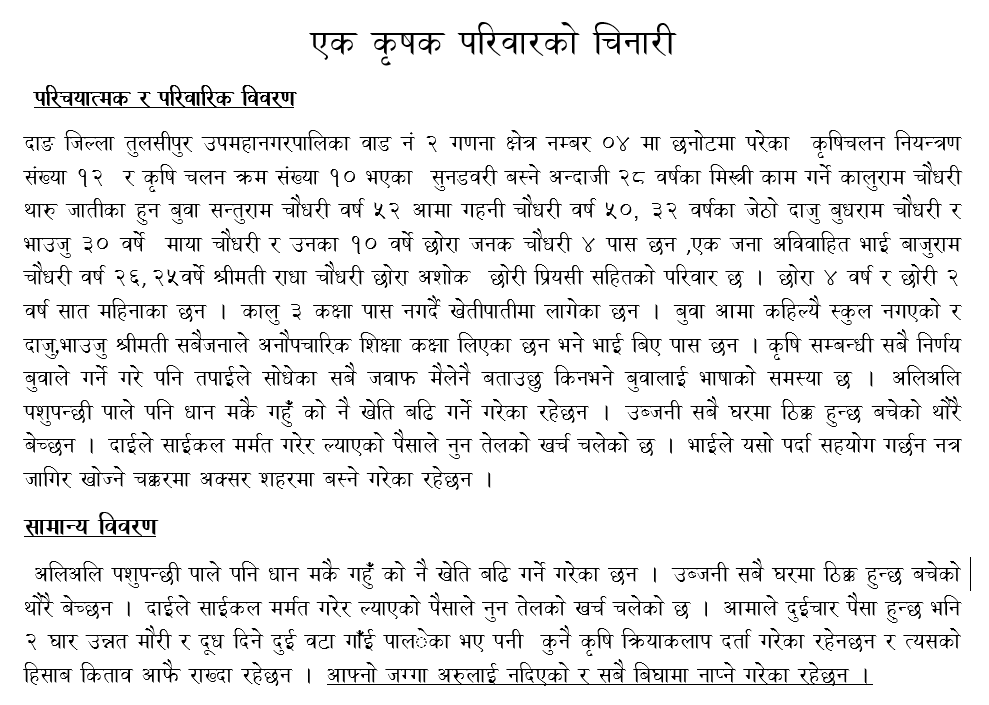 एक कृषक परिवारको चिनारी
परिचयात्मक र परिवारिक विवरण
दाङ जिल्ला तुलसीपुर उपमहानगरपालिका वाड नं २ गणना क्षेत्र नम्बर ०४ मा छनोटमा परेका कृषिचलन नियन्त्रण
संख्या १२ र कृषि चलन क्रम संख्या १० भएका सुनडवरी बस्ने अन्दाजी २८ वर्षका मिस्त्री काम गर्ने कालुराम चौधरी
थारु जातीका हुन बुवा सन्तुराम चौधरी वर्ष ५२ आमा गहनी चौधरी वर्ष ५०, ३२ वर्षका जेठो दाजु बुधराम चौधरी र
भाउजु ३० वर्षे माया चौधरी र उनका १० वर्षे छोरा जनक चौधरी ४ पास छन ,एक जना अविवाहित भाई बाजुराम
चौधरी वर्ष २६, २५वर्षे श्रीमती राधा चौधरी छोरा अशोक छोरी प्रियसी सहितको परिवार छ । छोरा ४ वर्ष र छोरी २
वर्ष सात महिनाका छन । कालु ३ कक्षा पास नगर्दै खेतीपातीमा लागेका छन । बुवा आमा कहिल्यै स्कुल नगएको र
दाजु,भाउजु श्रीमती सबैजनाले अनौपचारिक शिक्षा कक्षा लिएका छन भने भाई बिए पास छन । कृषि सम्बन्धी सबै निर्णय
बुवाले गर्ने गरे पनि तपाईले सोधेका सबै जवाफ मैलेनै बताउछु किनभने बुवालाई भाषाको समस्या छ । अलिअलि
पशुपन्छी पाले पनि धान मकै गहुँ को नै खेति बढि गर्ने गरेका रहेछन । उब्जनी सबै घरमा ठिक्क हुन्छ बचेको थोरै
बेच्छन । दाईले साईकल मर्मत गरेर ल्याएको पैसाले नुन तेलको खर्च चलेको छ । भाईले यसो पर्दा सहयोग गर्छन नत्र
जागिर खोज्ने चक्करमा अक्सर शहरमा बस्ने गरेका रहेछन ।
सामान्य विवरण
अलिअलि पशुपन्छी पाले पनि धान मकै गहुँ को नै खेति बढि गर्ने गरेका छन । उब्जनी सबै घरमा ठिक्क हुन्छ बचेको
थोरै बेच्छन । दाईले साईकल मर्मत गरेर ल्याएको पैसाले नुन तेलको खर्च चलेको छ । आमाले दुईचार पैसा हुन्छ भनि
२ घार उन्नत मौरी र दूध दिने दुई वटा गाँई पालेका भए पनी कुनै कृषि क्रियाकलाप दर्ता गरेका रहेनछन र त्यसको
हिसाब किताव आफै राख्दा रहेछन । आफ्नो जग्गा अरुलाई नदिएको र सबै बिघामा नाप्ने गरेका रहेछन ।